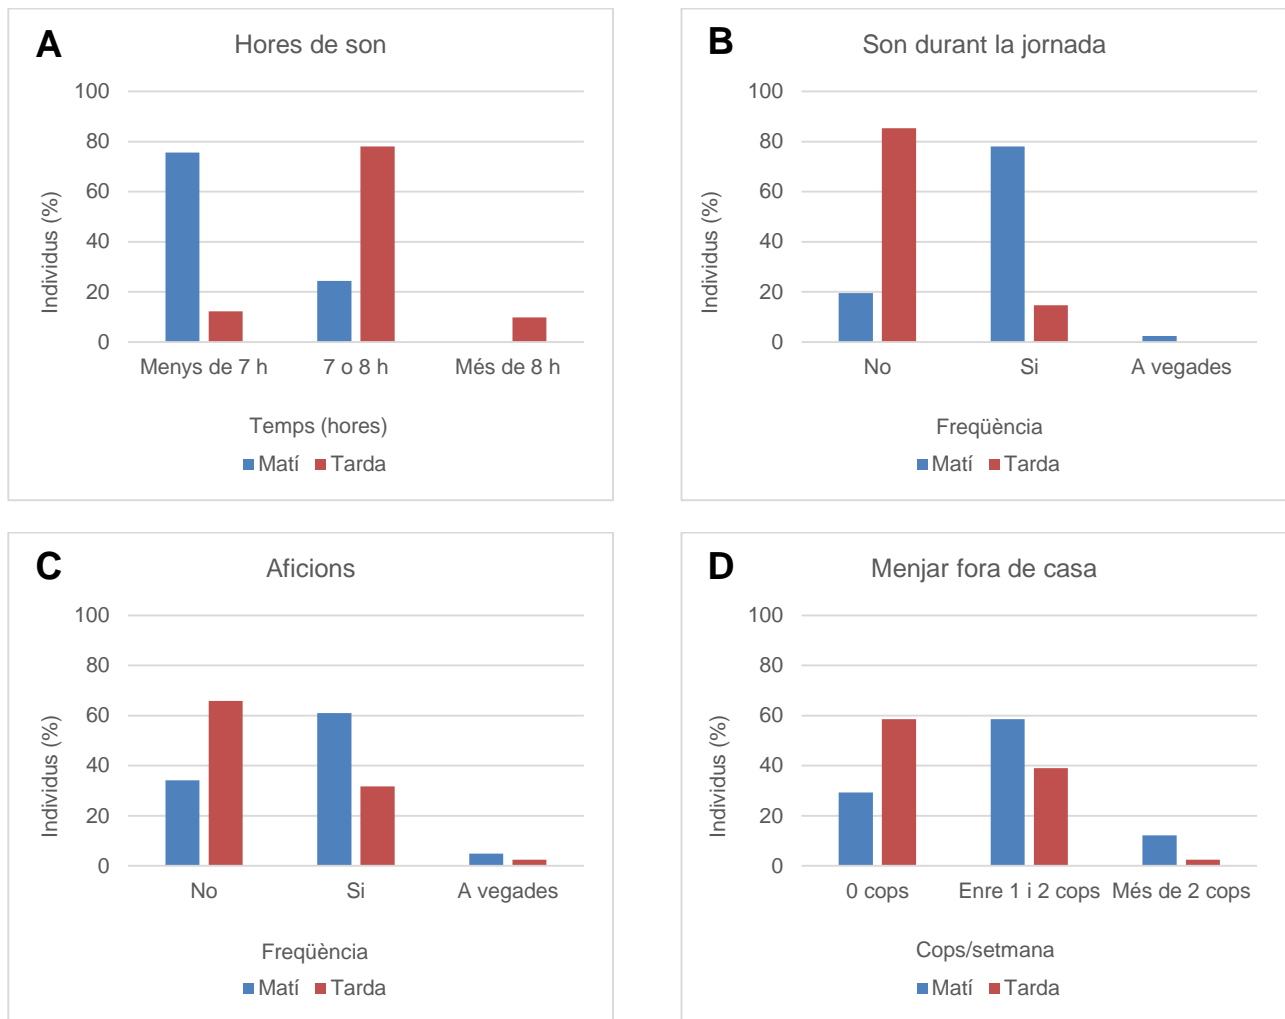 A
Hores de son
100
80
60
40
20
0
Individus (%)
Menys de 7 h 7 o 8 h Més de 8 h
Temps (hores)
Matí Tarda
B
Son durant la jornada
100
80
60
40
20
0
Individus (%)
No Si A vegades
Freqüència
Matí Tarda
C
Aficions
100
80
60
40
20
0
Individus (%)
No Si A vegades
Freqüència
Matí Tarda
D
Menjar fora de casa
100
80
60
40
20
0
Individus (%)
0 cops Enre 1 i 2 cops Més de 2 cops
Cops/setmana
Matí Tarda